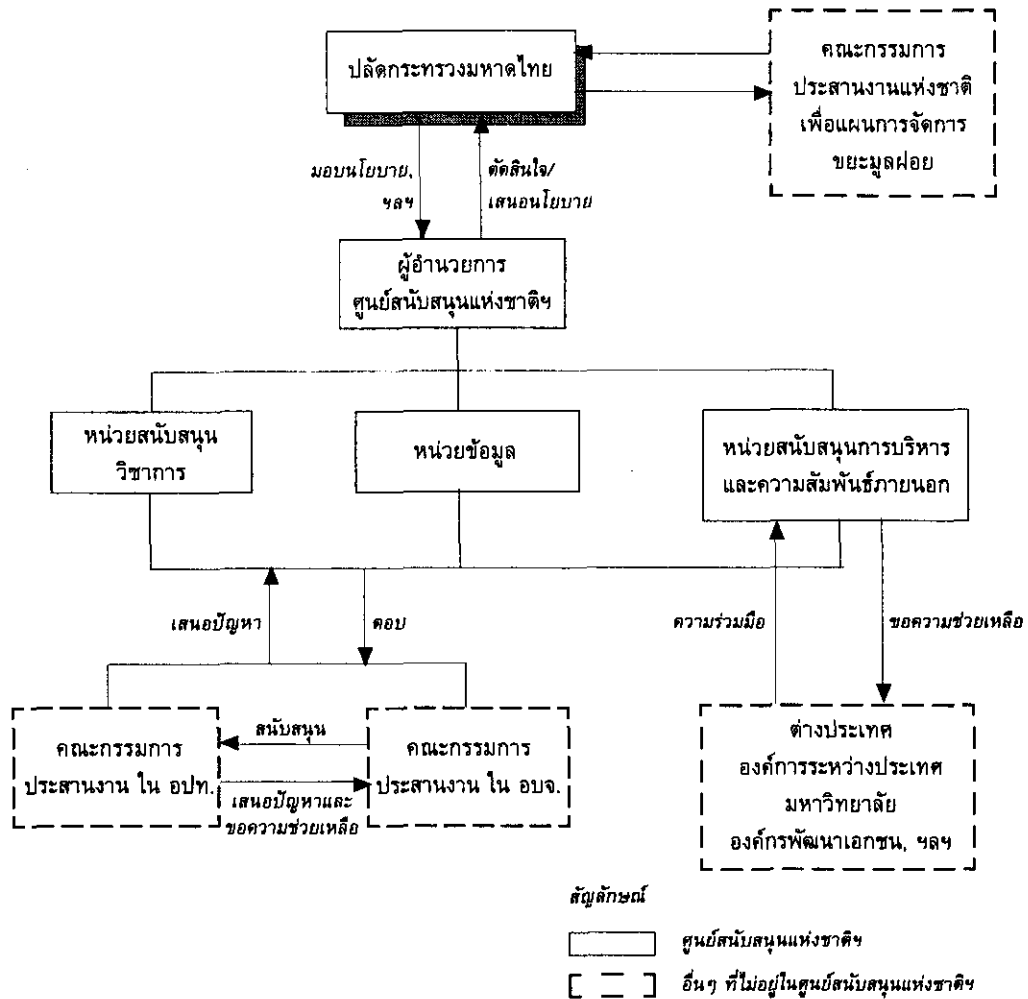 ปลัดกระทรวงมหาดไทย
คณะกรรมการ
ประสานงานแห่งชาติ
เพื่อแผนการจัดการ
ขยะมูลฝอย
มอบนโยบาย,
ฯลฯ
ตัดสินใจ/
เสนอนโยบาย
ผู้อำนวยการ
ศูนย์สนับสนุนแห่งชาติฯ
หน่วยสนับสนุน
วิชาการ
หน่วยข้อมูล
หน่วยสนับสนุนการบริหาร
และความสัมพันธ์ภายนอก
เสนอปัญหา
ตอบ
ความร่วมมือ
ขอความช่วยเหลือ
คณะกรรมการ
ประสานงาน ใน อปท.
สนับสนุน
เสนอปัญหาและ
ขอความช่วยเหลือ
คณะกรรมการ
ประสานงาน ใน อบจ.
ต่างประเทศ
องค์การระหว่างประเทศ
มหาวิทยาลัย
องค์กรพัฒนาเอกชน, ฯลฯ
สัญลักษณ์
ศูนย์สนับสนุนแห่งชาติฯ
อื่นๆ ที่ไม่อยู่ในศูนย์สนับสนุนแห่งชาติฯ